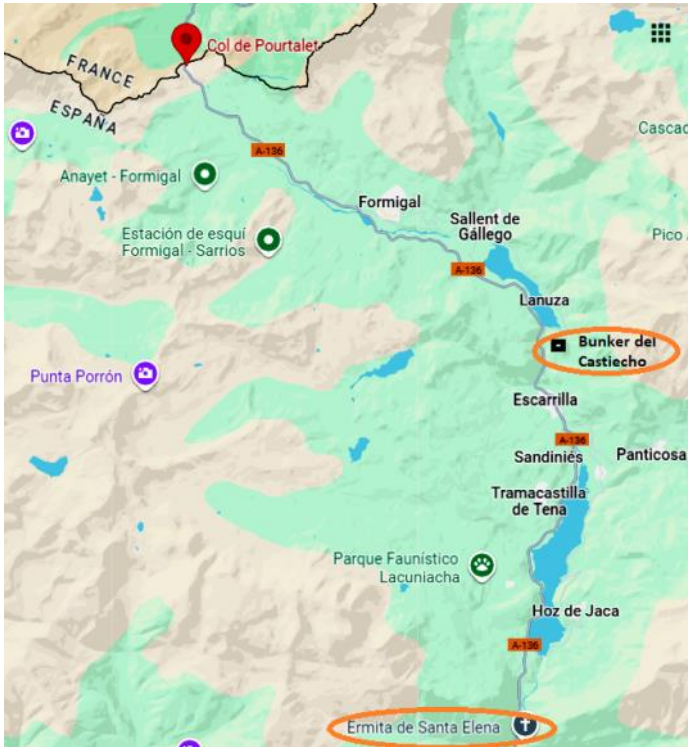 Col de Pourtalet
FRANCE
ESPAÑA
Cascad
A-136
Anayet - Formigal
Formigal
Sallent de
Gállego
Estación de esquí
Formigal - Sarrios
Pico
A-136
Lanuza
Bunker del
Castiecho
Punta Porrón
Escarrilla
A-136
Sandiniés
Panticosa
Tramacastilla
de Tena
Parque Faunístico
Lacuniacha
Hoz de Jaca
A-136
Ermita de Santa Elena